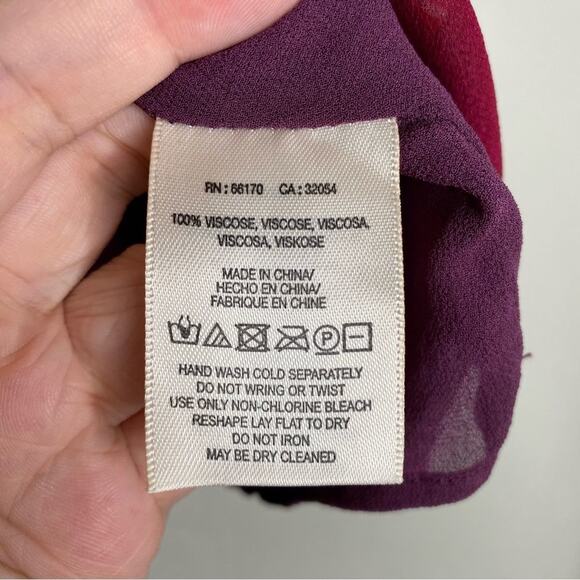 RN : 66170 CA : 32054
100% VISCOSE, VISCOSE, VISCOSA,
VISCOSA, VISKOSE
MADE IN CHINA/
HECHO EN CHINA/
FABRIQUE EN CHINE
P
HAND WASH COLD SEPARATELY
DO NOT WRING OR TWIST
USE ONLY NON-CHLORINE BLEACH
RESHAPE LAY FLAT TO DRY
DO NOT IRON
MAY BE DRY CLEANED